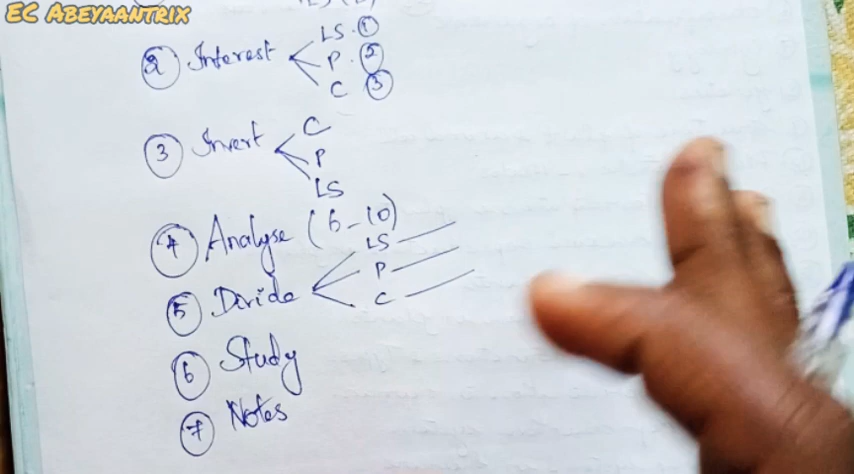 EC ABEYAANTRIX
LS. ①
② Interest P. ②
C ③
C
③ Invert P
LS
④ Analyse (6-10)
LS
⑤ Divide P
C
⑥ Study
⑦ Notes